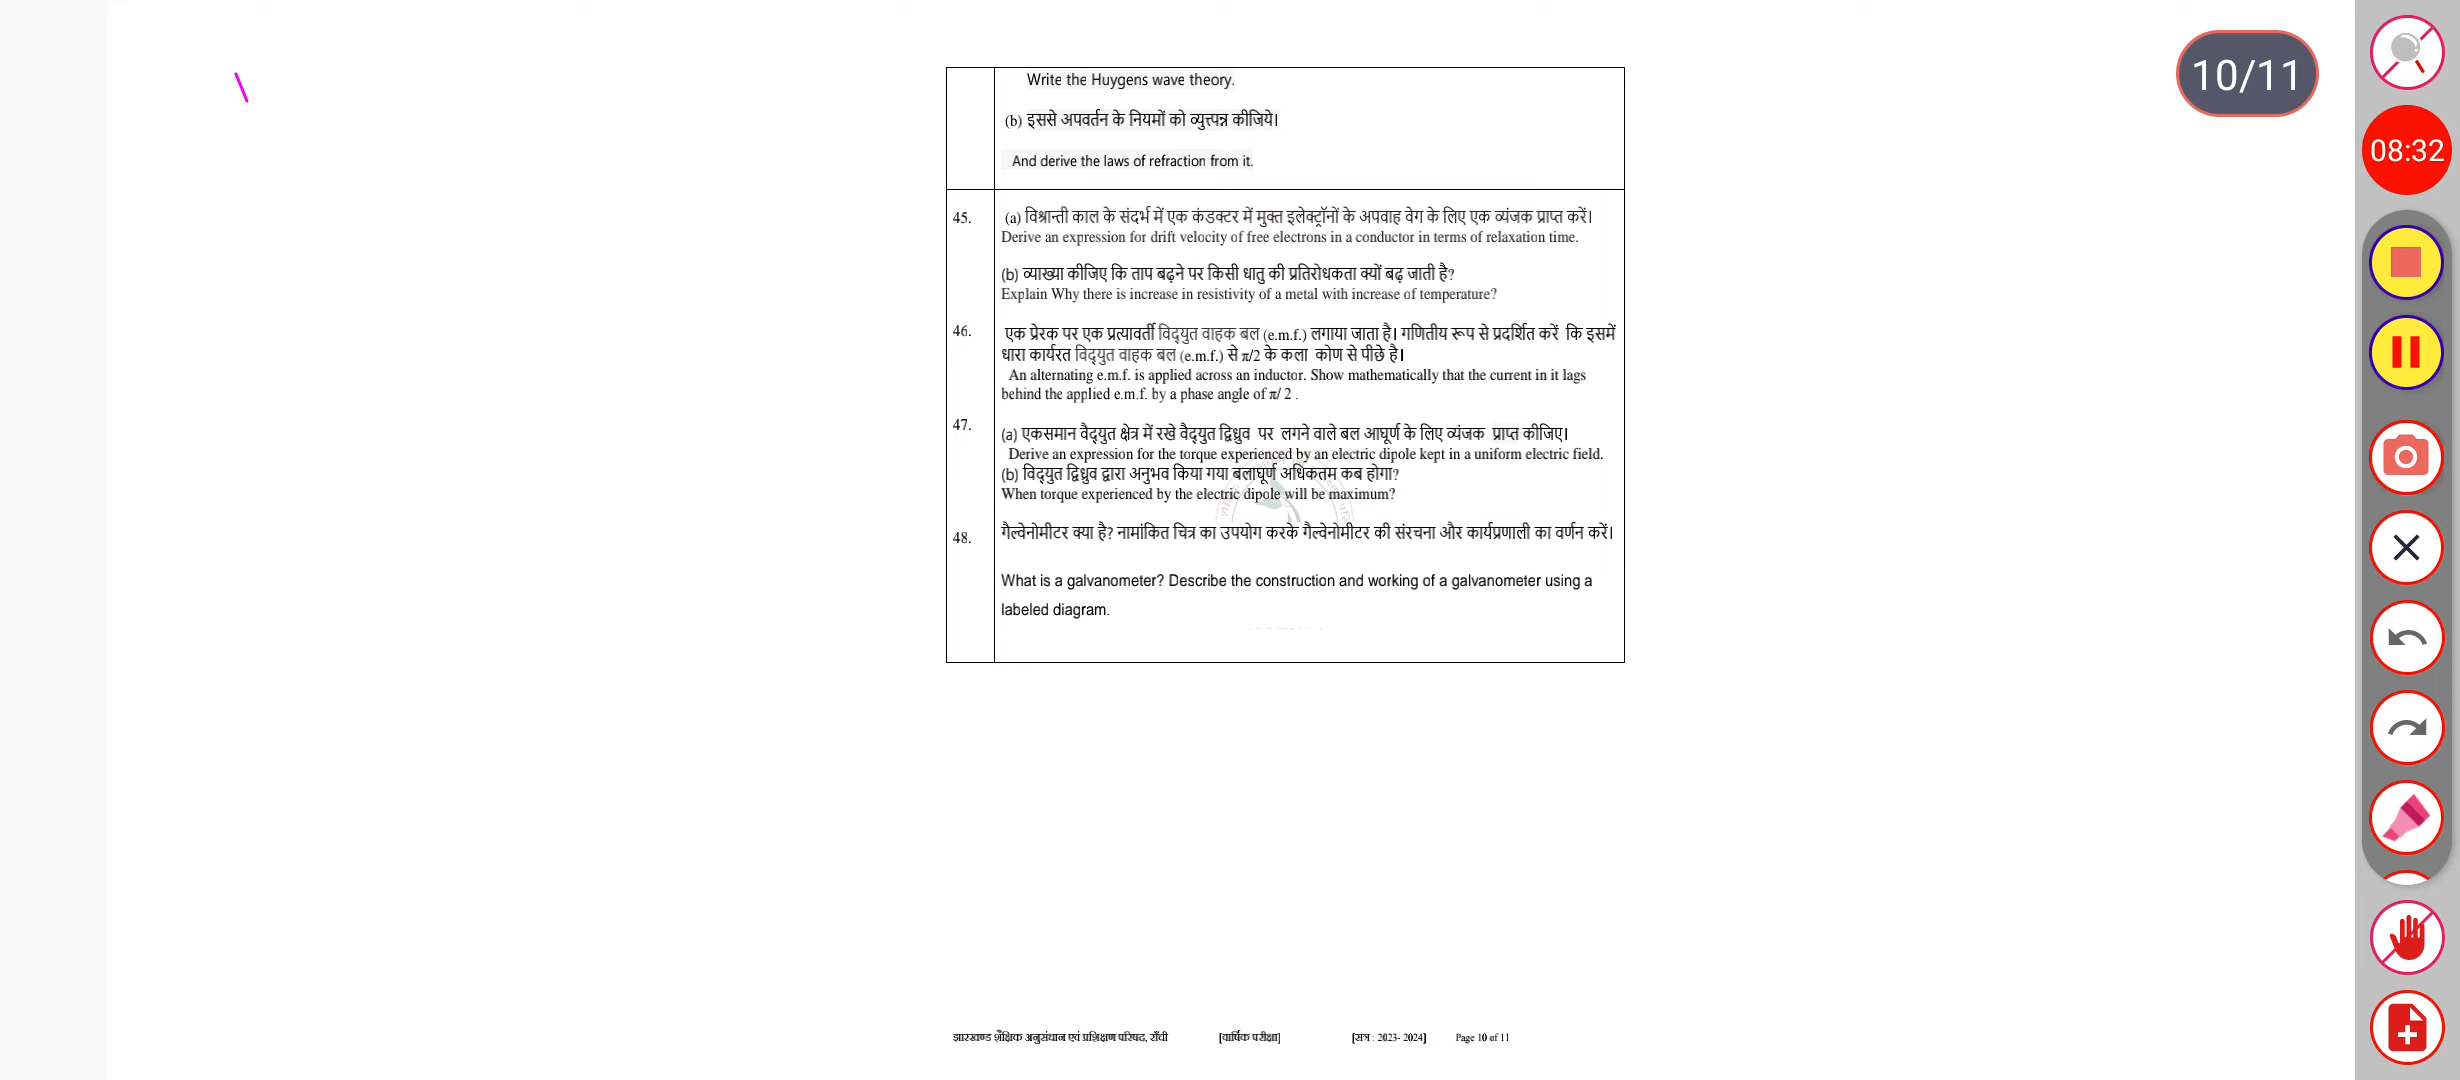 10/11
08:32
Write the Huygens wave theory.
(b) इससे अपवर्तन के नियमों को व्युत्त्पन्न कीजिये।
And derive the laws of refraction from it.
45. (a) विश्रान्ती काल के संदर्भ में एक कंडक्टर में मुक्त इलेक्ट्रॉनों के अपवाह वेग के लिए एक व्यंजक प्राप्त करें।
Derive an expression for drift velocity of free electrons in a conductor in terms of relaxation time.
(b) व्याख्या कीजिए कि ताप बढ़ने पर किसी धातु की प्रतिरोधकता क्यों बढ़ जाती है?
Explain Why there is increase in resistivity of a metal with increase of temperature?
46. एक प्रेरक पर एक प्रत्यावर्ती विद्युत वाहक बल (e.m.f.) लगाया जाता है। गणितीय रूप से प्रदर्शित करें कि इसमें
धारा कार्यरत विद्युत वाहक बल (e.m.f.) से π/2 के कला कोण से पीछे है।
An alternating e.m.f. is applied across an inductor. Show mathematically that the current in it lags
behind the applied e.m.f. by a phase angle of π/ 2 .
47. (a) एकसमान वैद्युत क्षेत्र में रखे वैद्युत द्विध्रुव पर लगने वाले बल आघूर्ण के लिए व्यंजक प्राप्त कीजिए।
Derive an expression for the torque experienced by an electric dipole kept in a uniform electric field.
(b) विद्युत द्विध्रुव द्वारा अनुभव किया गया बलाघूर्ण अधिकतम कब होगा?
When torque experienced by the electric dipole will be maximum?
48. गैल्वेनोमीटर क्या है? नामांकित चित्र का उपयोग करके गैल्वेनोमीटर की संरचना और कार्यप्रणाली का वर्णन करें।
What is a galvanometer? Describe the construction and working of a galvanometer using a
labeled diagram.
झारखण्ड शैक्षिक अनुसंधान एवं प्रशिक्षण परिषद, राँची [वार्षिक परीक्षा] [सत्र : 2023- 2024] Page 10 of 11